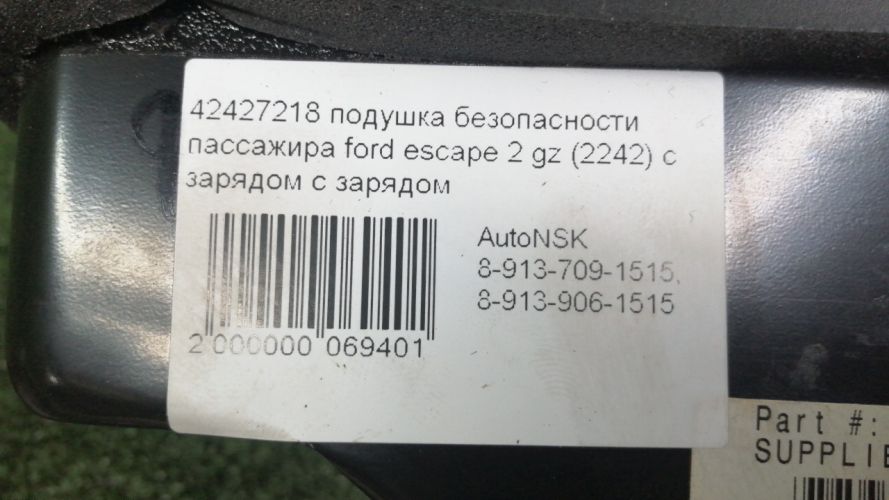 42427218 подушка безопасности
пассажира ford escape 2 gz (2242) с
зарядом с зарядом
AutoNSK
8-913-709-1515,
8-913-906-1515
2 000000 069401
Part #: